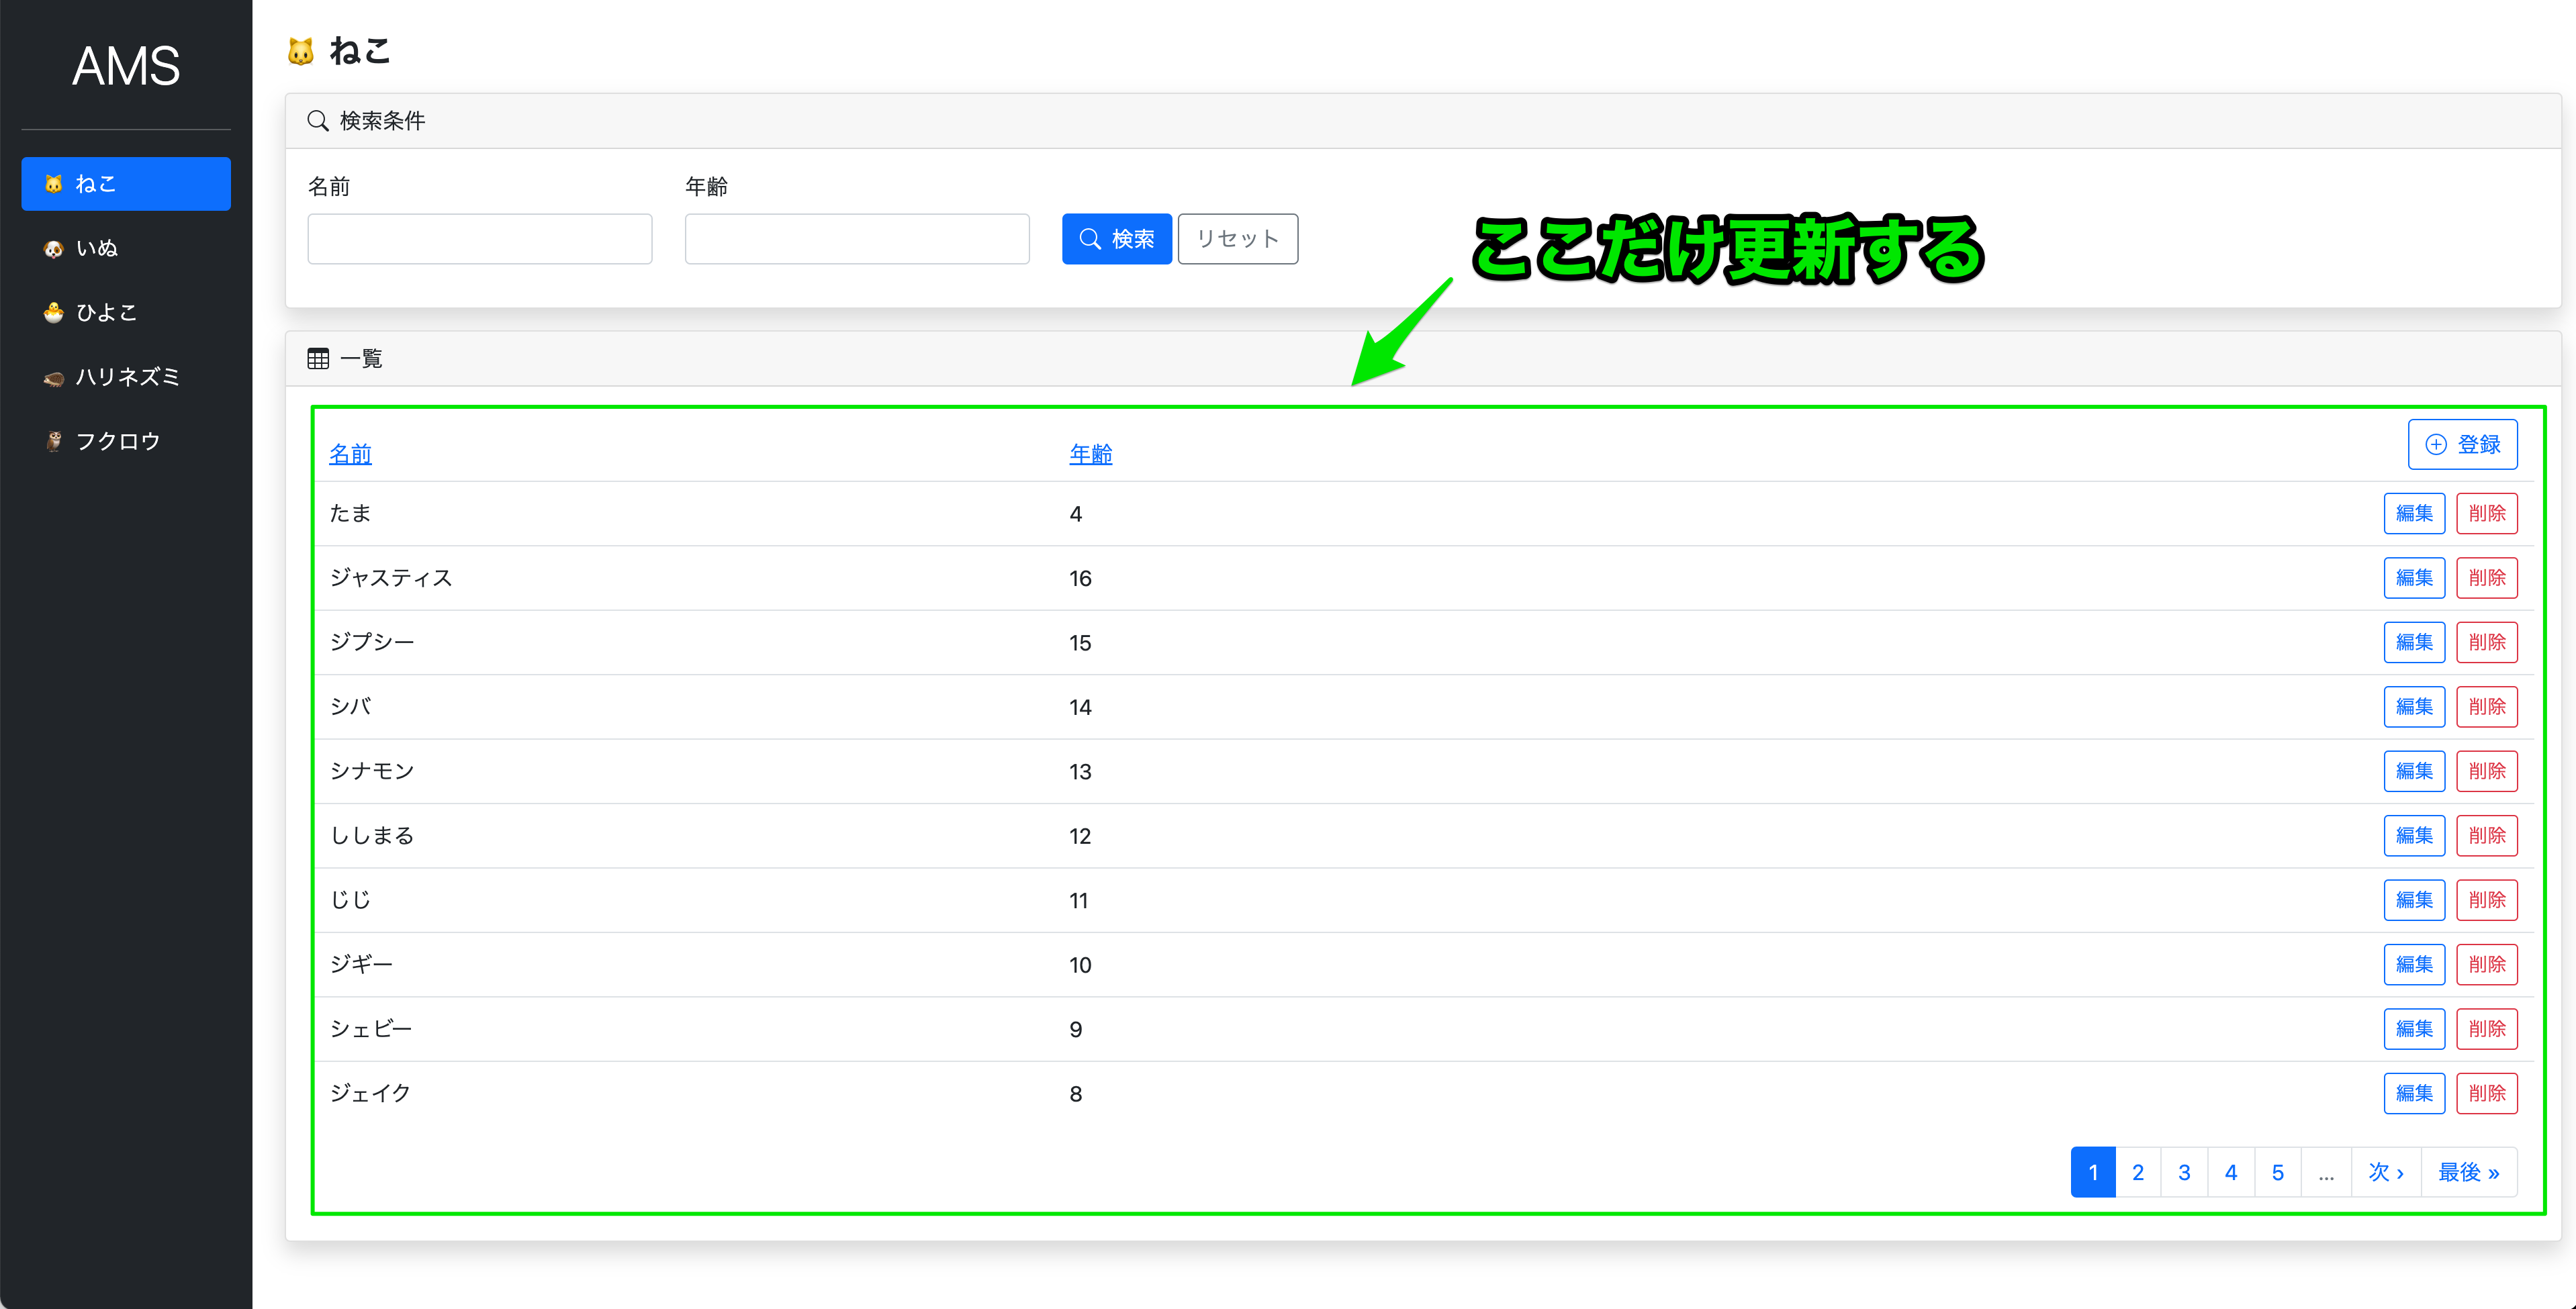 AMS
ねこ
いぬ
ひよこ
ハリネズミ
フクロウ
ねこ
検索条件
名前 年齢
検索 リセット
ここだけ更新する
一覧
名前 年齢 登録
たま 4 編集 削除
ジャスティス 16 編集 削除
ジプシー 15 編集 削除
シバ 14 編集 削除
シナモン 13 編集 削除
ししまる 12 編集 削除
じじ 11 編集 削除
ジギー 10 編集 削除
シェビー 9 編集 削除
ジェイク 8 編集 削除
1 2 3 4 5 ... 次 › 最後 »